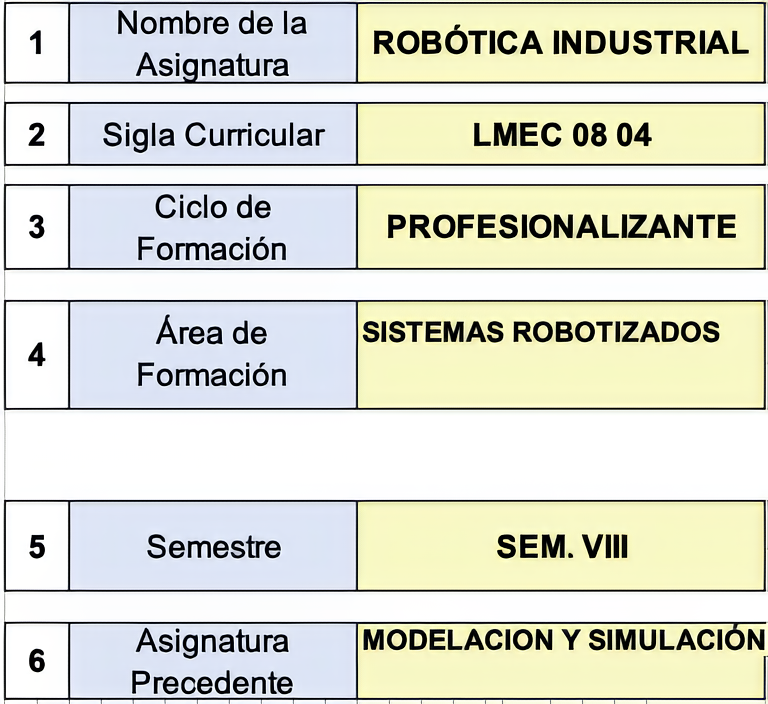 1
Nombre de la
Asignatura
ROBÓTICA INDUSTRIAL
2
Sigla Curricular
LMEC 08 04
3
Ciclo de
Formación
PROFESIONALIZANTE
4
Área de
Formación
SISTEMAS ROBOTIZADOS
5
Semestre
SEM. VIII
6
Asignatura
Precedente
MODELACION Y SIMULACIÓN